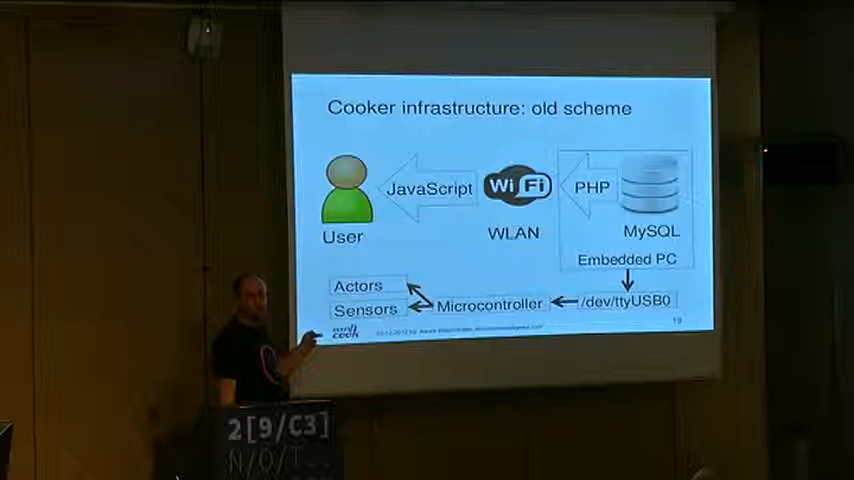 Cooker infrastructure: old scheme
JavaScript
WiFi
PHP
User
WLAN
MySQL
Embedded PC
Actors
Sensors
Microcontroller
/dev/ttyUSB0
cook
19
2[9/C3]
N/O/T